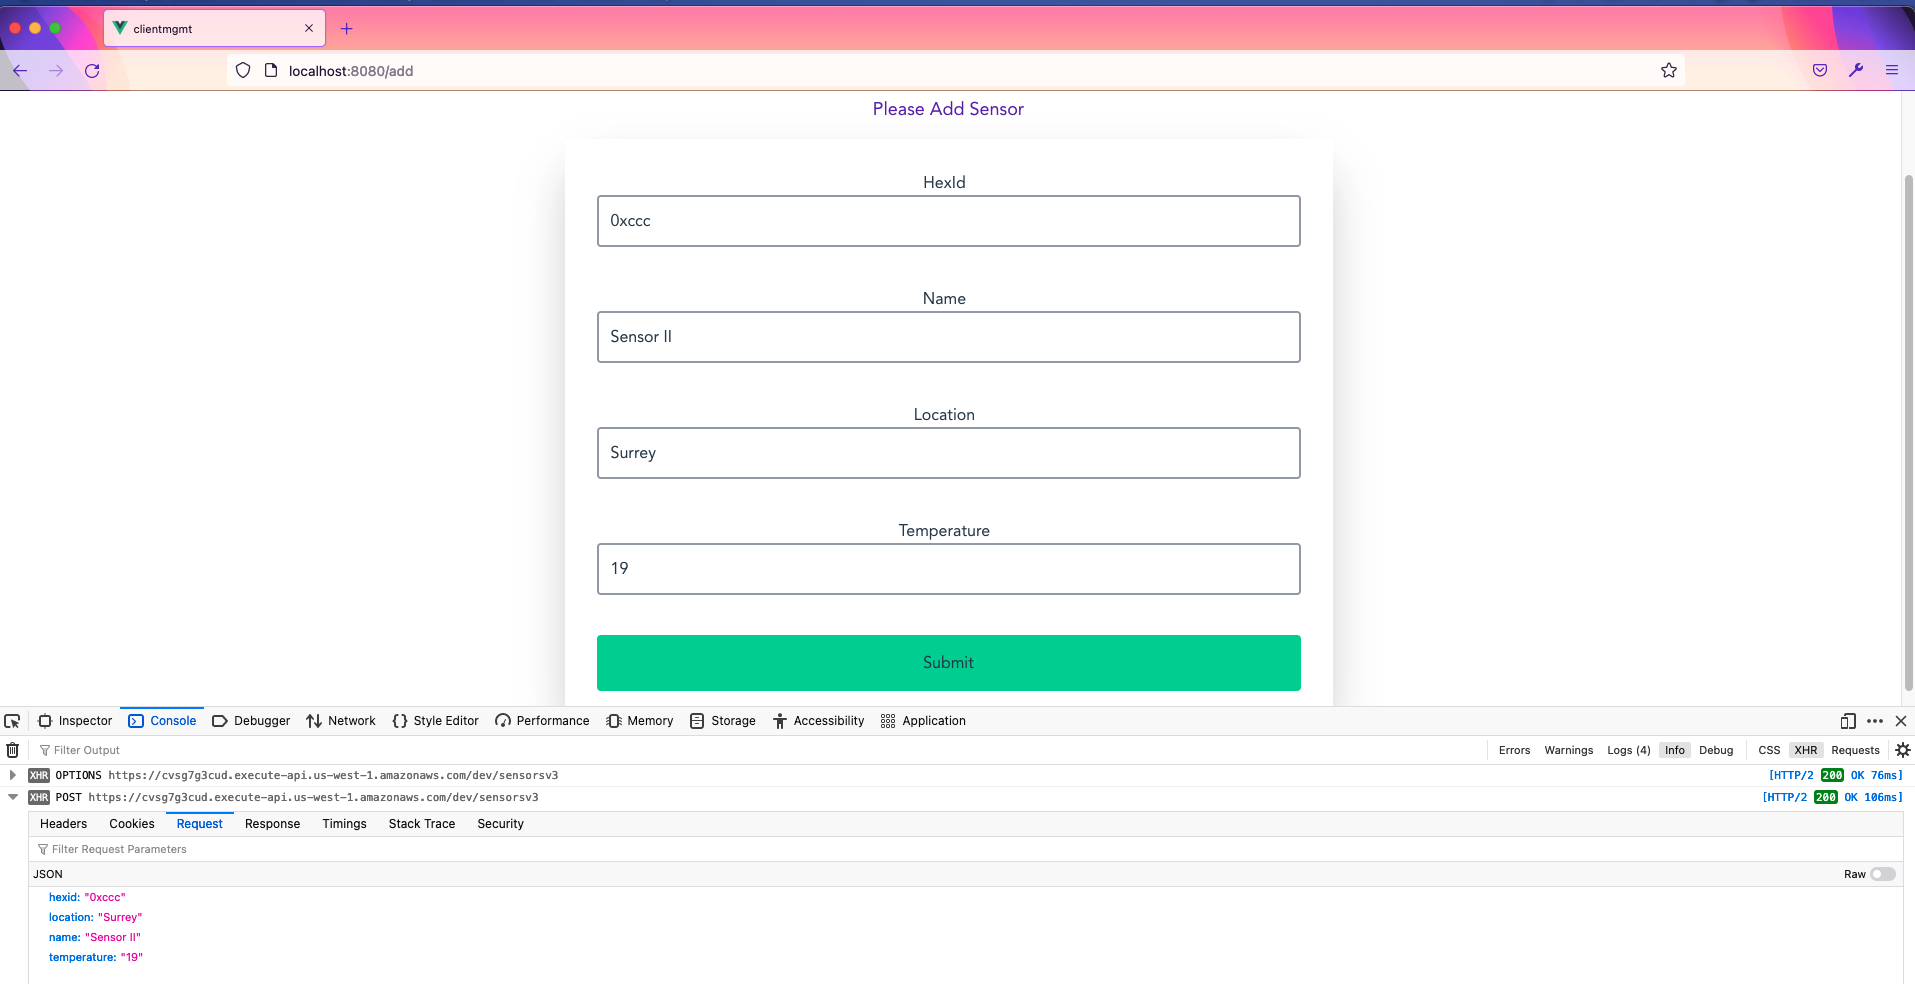 clientmgmt
localhost:8080/add
Please Add Sensor
HexId
0xccc
Name
Sensor II
Location
Surrey
Temperature
19
Submit
Inspector Console Debugger Network Style Editor Performance Memory Storage Accessibility Application
Filter Output Errors Warnings Logs (4) Info Debug CSS XHR Requests
XHR OPTIONS https://cvsg7g3cud.execute-api.us-west-1.amazonaws.com/dev/sensorsv3 [HTTP/2 200 OK 76ms]
XHR POST https://cvsg7g3cud.execute-api.us-west-1.amazonaws.com/dev/sensorsv3 [HTTP/2 200 OK 106ms]
Headers Cookies Request Response Timings Stack Trace Security
Filter Request Parameters
JSON Raw
hexid: "0xccc"
location: "Surrey"
name: "Sensor II"
temperature: "19"